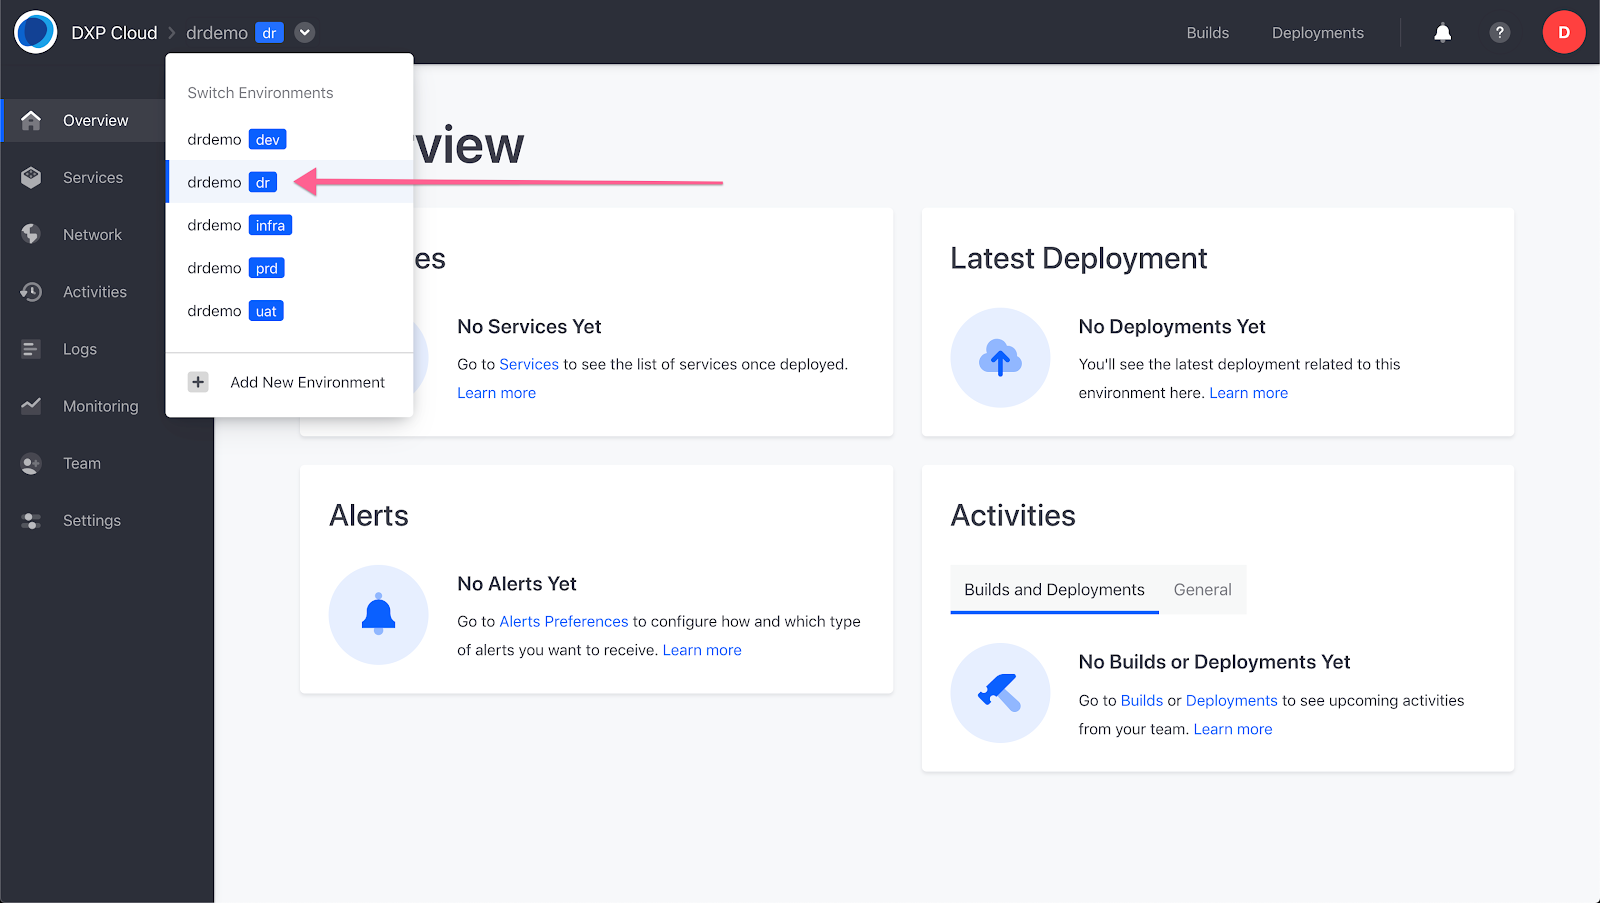 DXP Cloud drdemo dr
Builds
Deployments
?
D
Switch Environments
drdemo dev
drdemo dr
drdemo infra
drdemo prd
drdemo uat
Add New Environment
Overview
Services
Network
Activities
Logs
Monitoring
Team
Settings
view
es
No Services Yet
Go to Services to see the list of services once deployed.
Learn more
Latest Deployment
No Deployments Yet
You'll see the latest deployment related to this
environment here. Learn more
Alerts
No Alerts Yet
Go to Alerts Preferences to configure how and which type
of alerts you want to receive. Learn more
Activities
Builds and Deployments
General
No Builds or Deployments Yet
Go to Builds or Deployments to see upcoming activities
from your team. Learn more